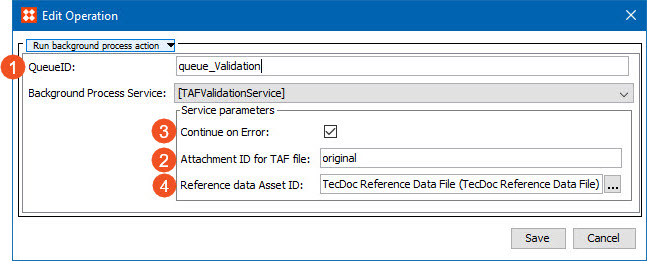 Edit Operation
Run background process action
1 QueueID: queue_Validation
Background Process Service: [TAFValidationService]
Service parameters
3 Continue on Error:
2 Attachment ID for TAF file: original
4 Reference data Asset ID: TecDoc Reference Data File (TecDoc Reference Data File) ...
Save Cancel